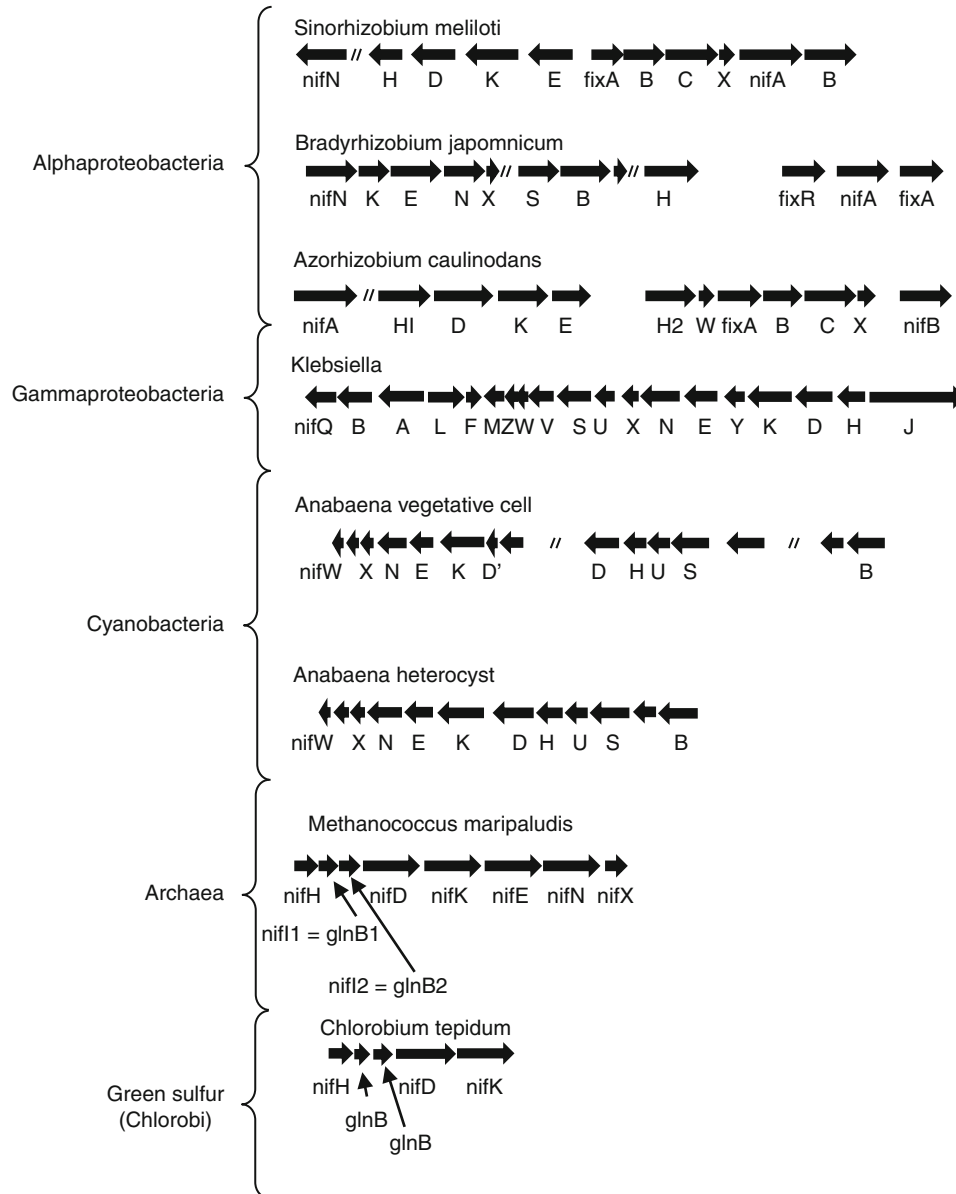 Sinorhizobium meliloti
//
nifN H D K E fixA B C X nifA B
Bradyrhizobium japomnicum
// //
nifN K E N X S B H fixR nifA fixA
Alphaproteobacteria
Azorhizobium caulinodans
//
nifA HI D K E H2 W fixA B C X nifB
Klebsiella
Gammaproteobacteria
nifQ B A L F M Z W V S U X N E Y K D H J
Anabaena vegetative cell
// //
nifW X N E K D' D H U S B
Cyanobacteria
Anabaena heterocyst
nifW X N E K D H U S B
Methanococcus maripaludis
Archaea
nifH nifD nifK nifE nifN nifX
nifI1 = glnB1
nifI2 = glnB2
Chlorobium tepidum
nifH nifD nifK
Green sulfur
(Chlorobi)
glnB
glnB